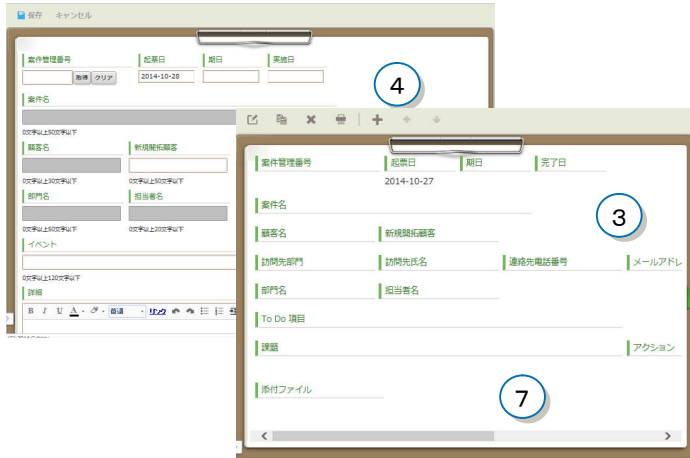 保存 キャンセル
案件管理番号 起票日 期日 実施日
取得 クリア 2014-10-28
4
案件名
0文字以上50文字以下
顧客名 新規開拓顧客
0文字以上30文字以下 0文字以上50文字以下
部門名 担当者名
0文字以上50文字以下 0文字以上20文字以下
イベント
0文字以上120文字以下
詳細
B I U A 普通 リンク
案件管理番号 起票日 期日 完了日
2014-10-27
案件名
3
顧客名 新規開拓顧客
訪問先部門 訪問先氏名 連絡先電話番号 メールアドレ
部門名 担当者名
To Do 項目
課題 アクション
添付ファイル
7